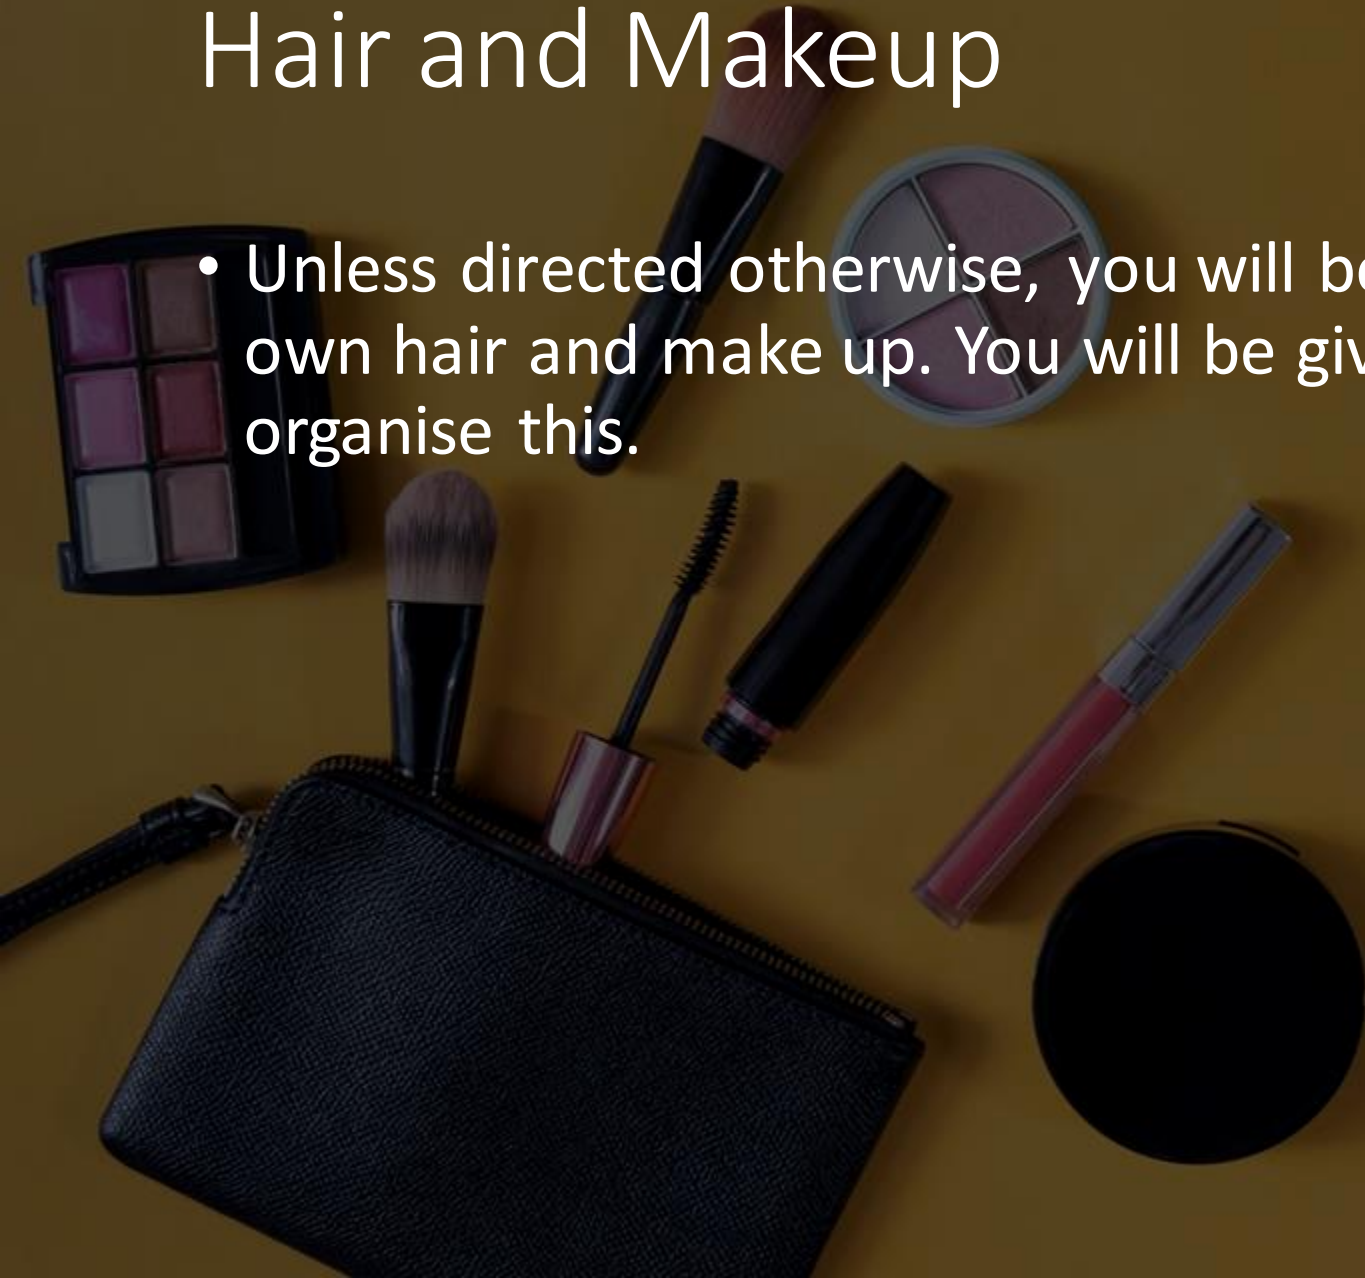 Hair and Makeup
• Unless directed otherwise, you will be
own hair and make up. You will be giv
organise this.